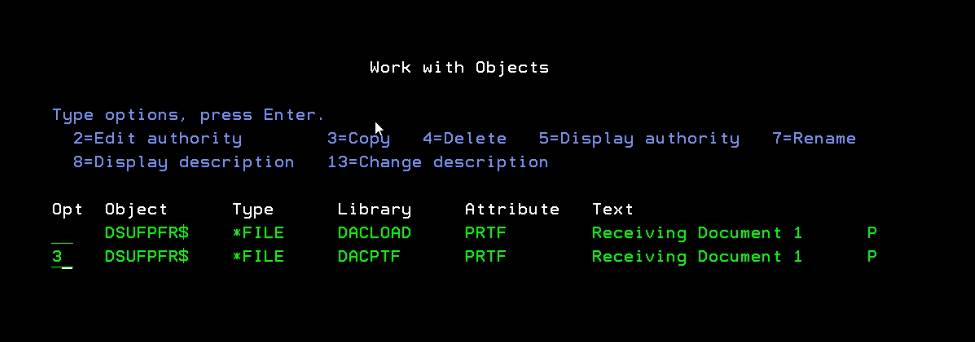 Work with Objects
Type options, press Enter.
2=Edit authority 3=Copy 4=Delete 5=Display authority 7=Rename
8=Display description 13=Change description
Opt Object Type Library Attribute Text
__ DSUFPFR$ *FILE DACLOAD PRTF Receiving Document 1 P
3_ DSUFPFR$ *FILE DACPTF PRTF Receiving Document 1 P